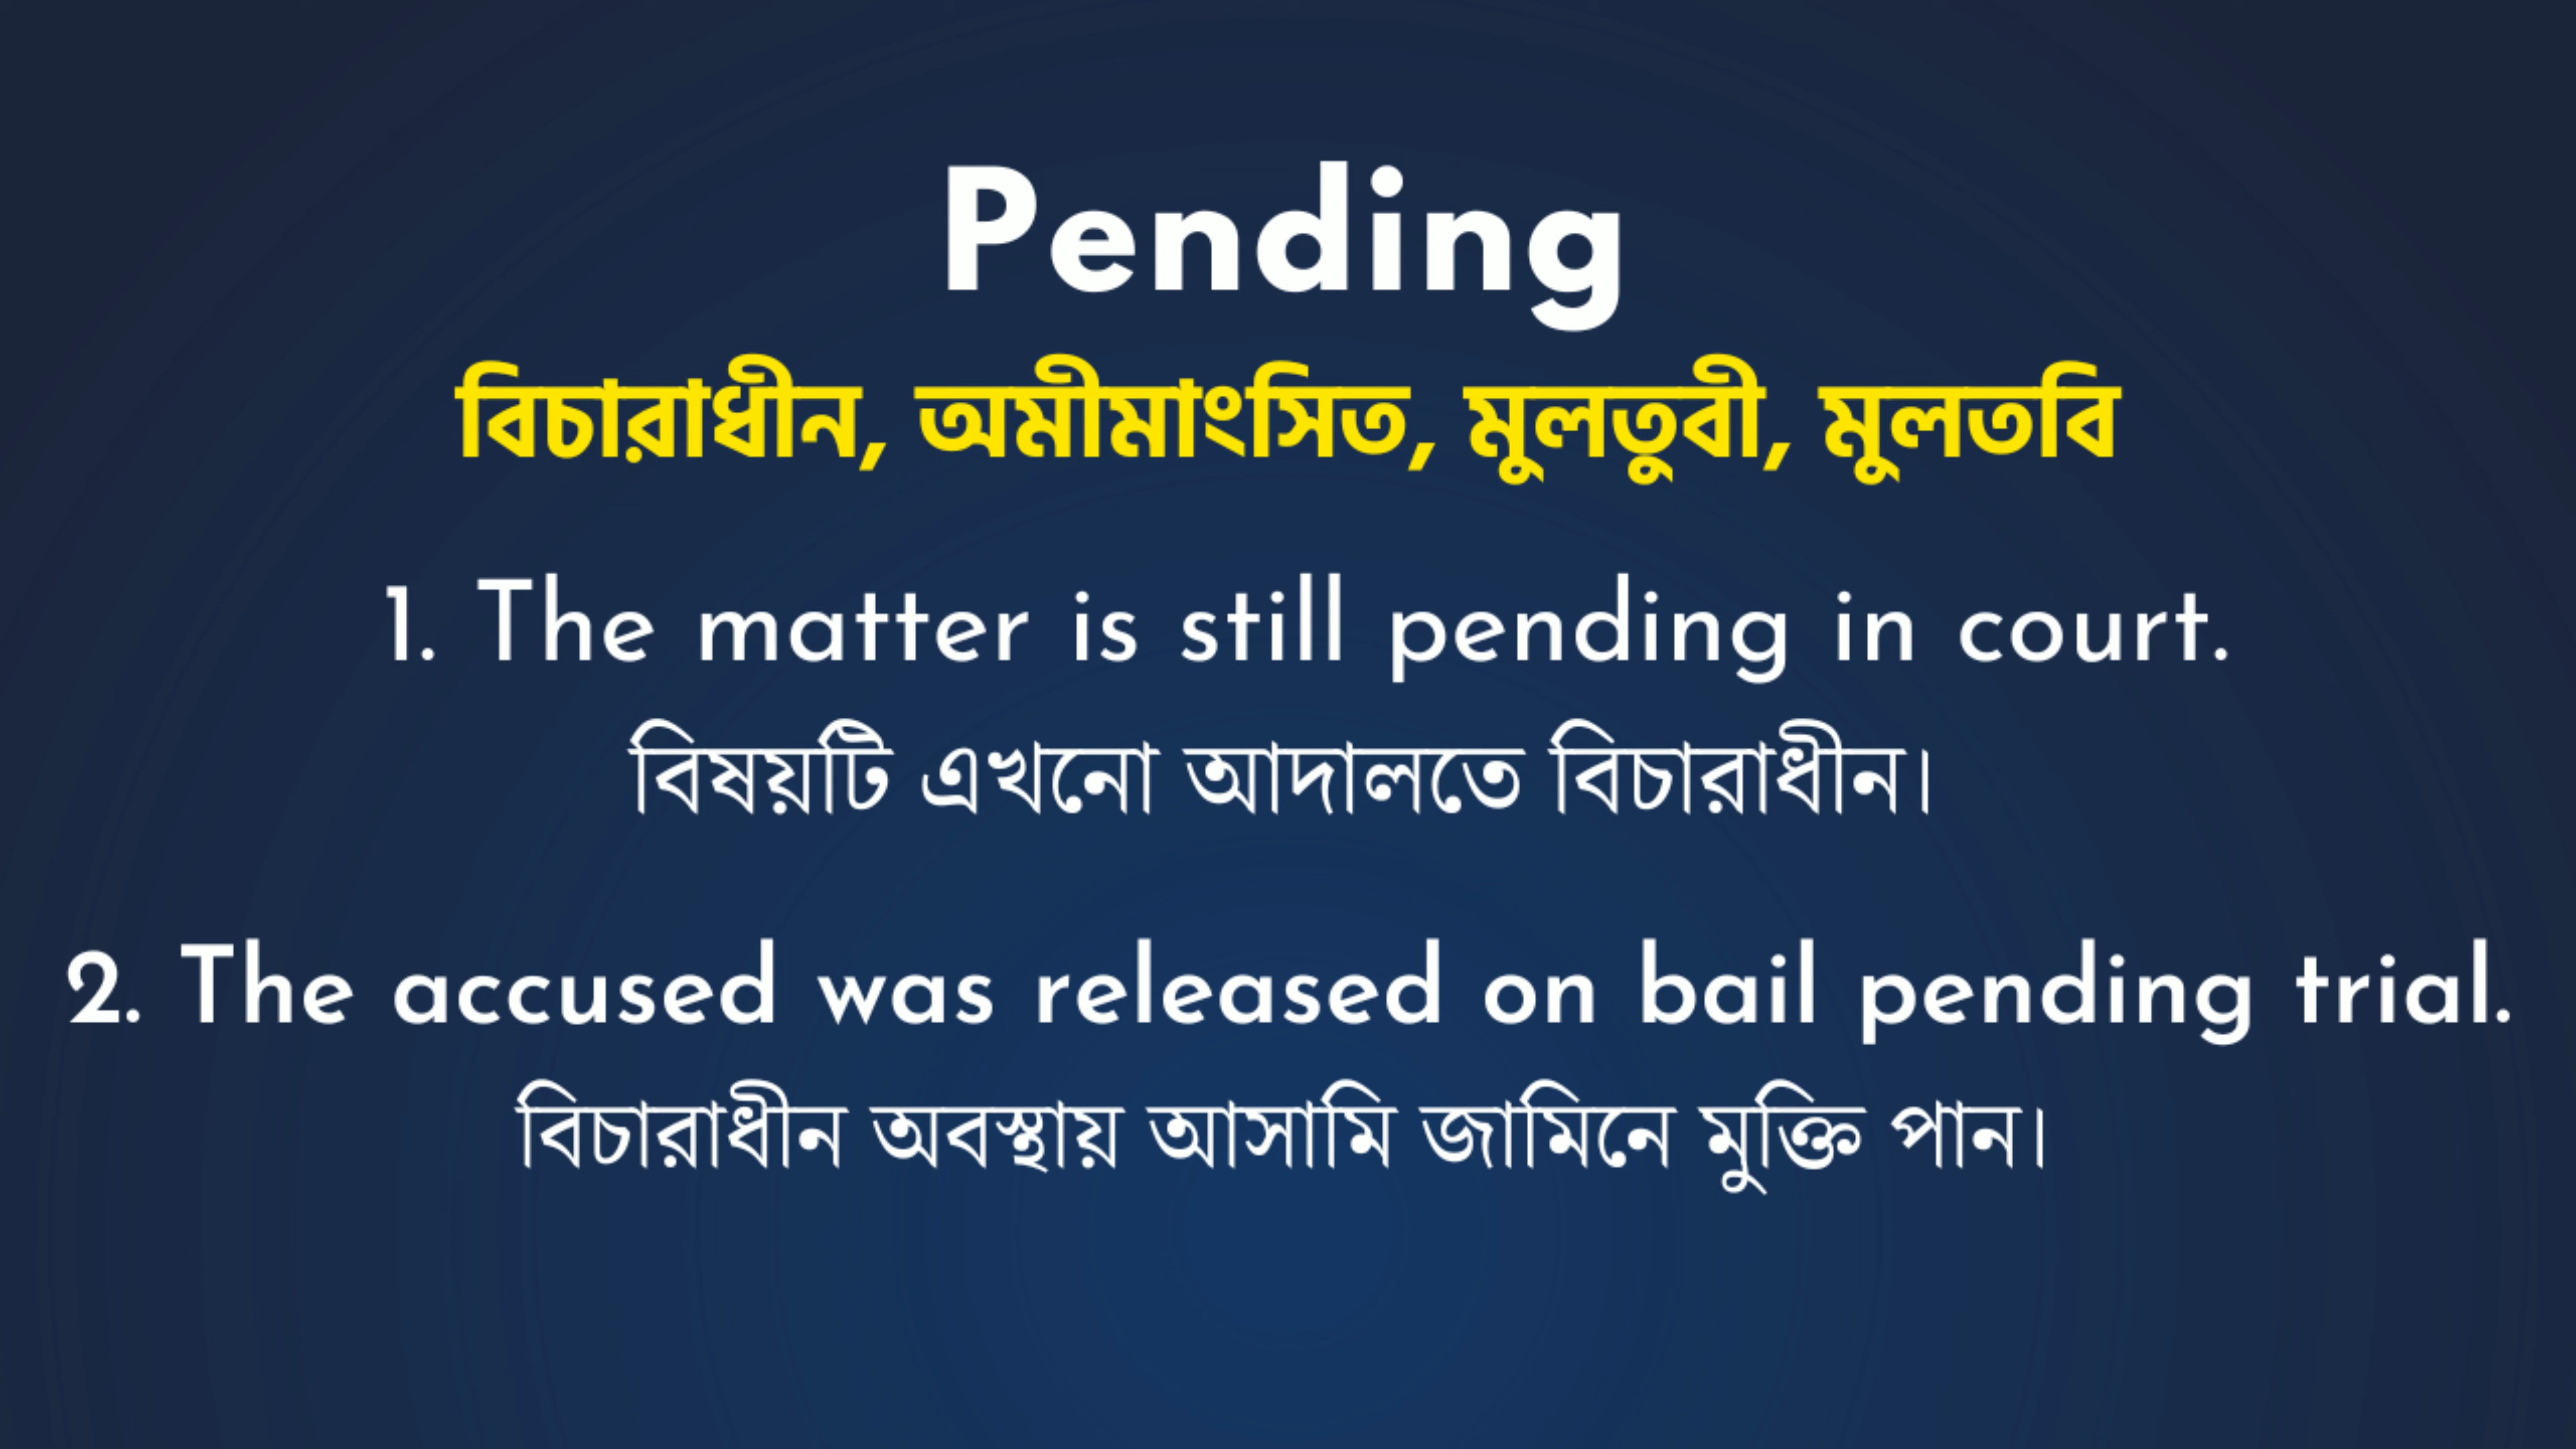 Pending
বিচারাধীন, অমীমাংসিত, মুলতুবী, মুলতবি
1. The matter is still pending in court.
বিষয়টি এখনো আদালতে বিচারাধীন।
2. The accused was released on bail pending trial.
বিচারাধীন অবস্থায় আসামি জামিনে মুক্তি পান।